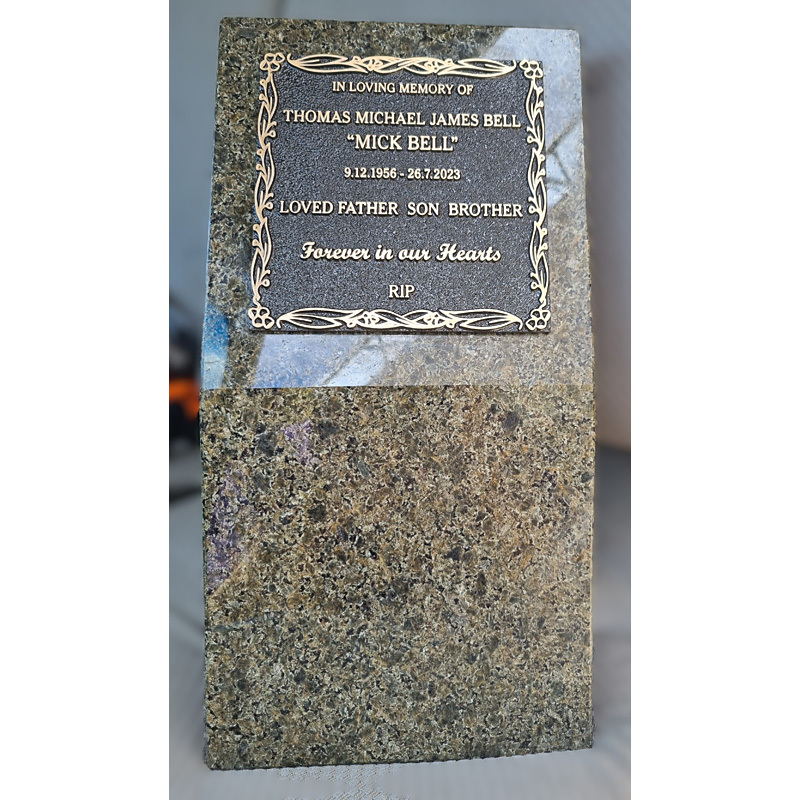 IN LOVING MEMORY OF
THOMAS MICHAEL JAMES BELL
“MICK BELL”
9.12.1956 - 26.7.2023
LOVED FATHER SON BROTHER
Forever in our Hearts
RIP